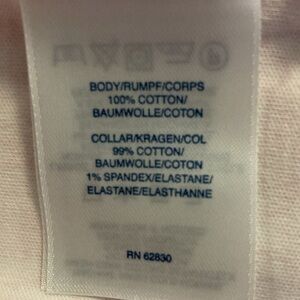 BODY/RUMPF/CORPS
100% COTTON/
BAUMWOLLE/COTON
COLLAR/KRAGEN/COL
99% COTTON/
BAUMWOLLE/COTON
1% SPANDEX/ELASTANE/
ELASTANE/ELASTHANNE
RN 62830